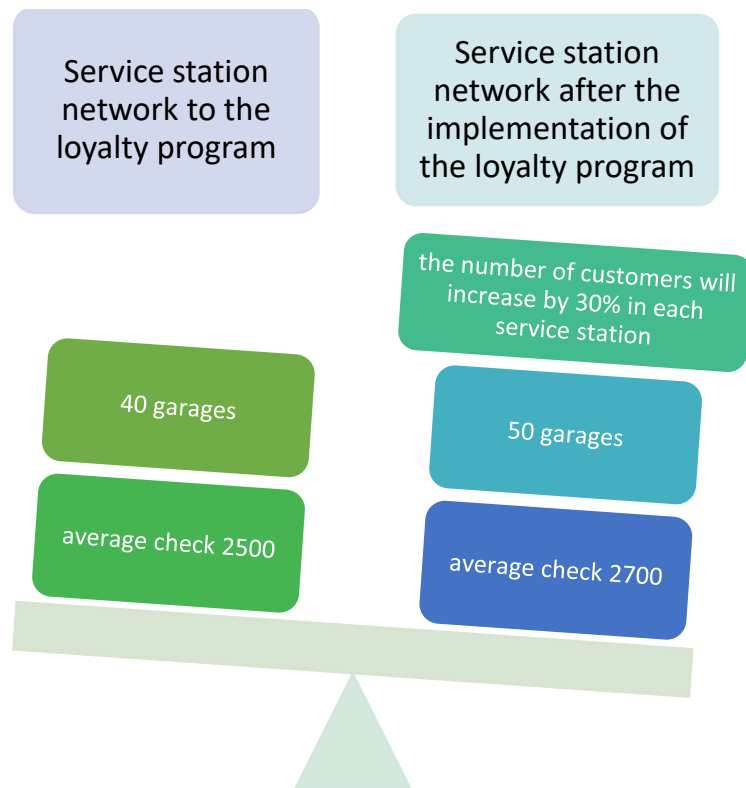 Service station
network to the
loyalty program
Service station
network after the
implementation of
the loyalty program
the number of customers will
increase by 30% in each
service station
40 garages
50 garages
average check 2500
average check 2700